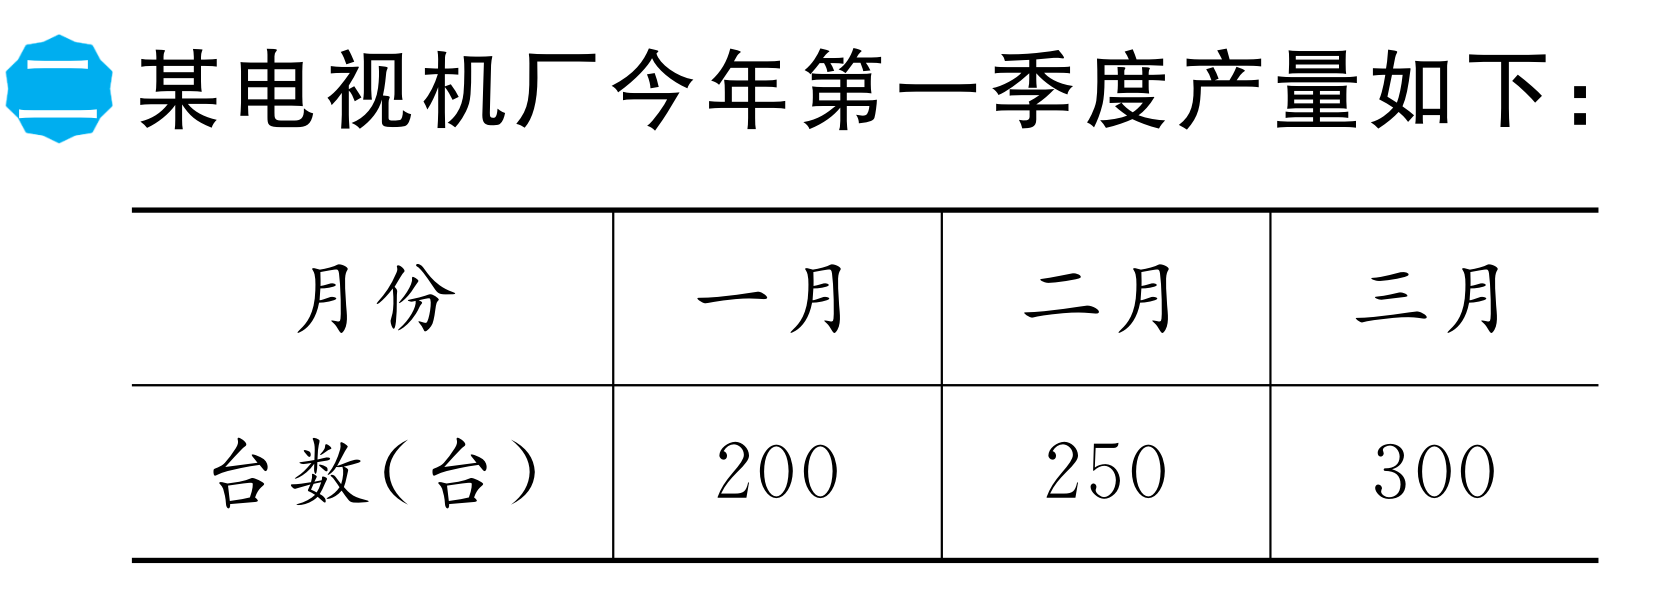 二 某电视机厂今年第一季度产量如下:
月份 一月 二月 三月
台数(台) 200 250 300